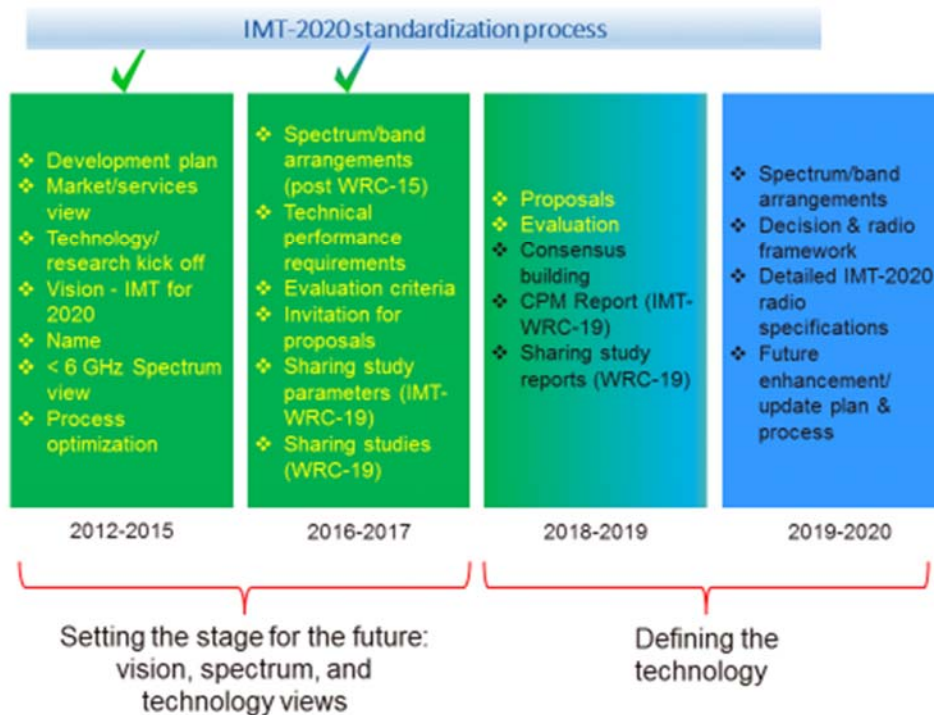 IMT-2020 standardization process
❖ Development plan
❖ Market/services
view
❖ Technology/
research kick off
❖ Vision - IMT for
2020
❖ Name
❖ < 6 GHz Spectrum
view
❖ Process
optimization
2012-2015
❖ Spectrum/band
arrangements
(post WRC-15)
❖ Technical
performance
requirements
❖ Evaluation criteria
❖ Invitation for
proposals
❖ Sharing study
parameters (IMT-
WRC-19)
❖ Sharing studies
(WRC-19)
2016-2017
❖ Proposals
❖ Evaluation
❖ Consensus
building
❖ CPM Report (IMT-
WRC-19)
❖ Sharing study
reports (WRC-19)
2018-2019
❖ Spectrum/band
arrangements
❖ Decision & radio
framework
❖ Detailed IMT-2020
radio
specifications
❖ Future
enhancement/
update plan &
process
2019-2020
Setting the stage for the future:
vision, spectrum, and
technology views
Defining the
technology